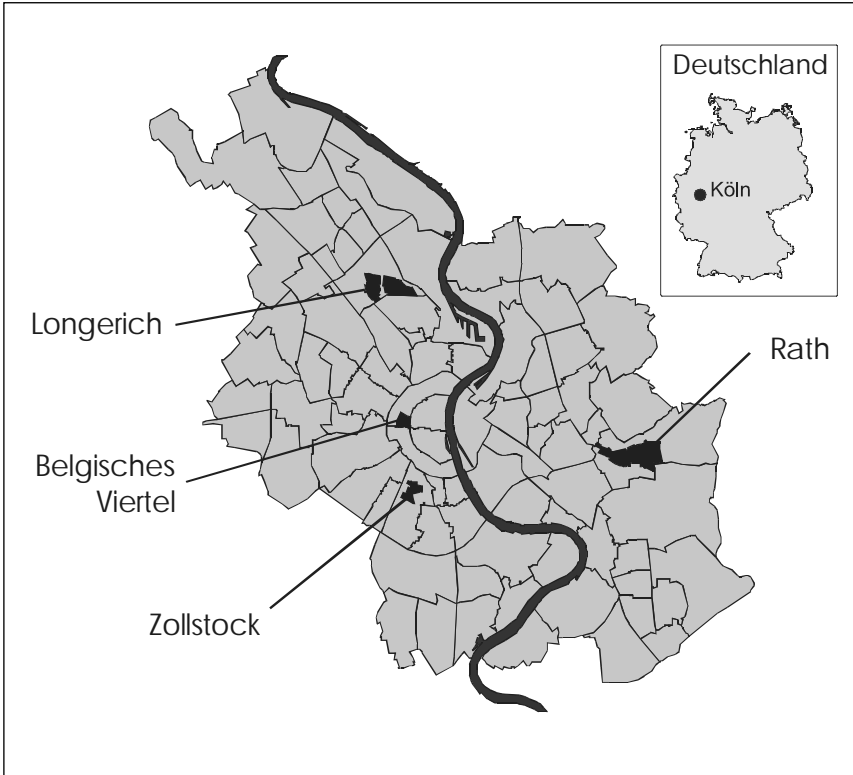 Deutschland
Köln
Longerich
Rath
Belgisches
Viertel
Zollstock